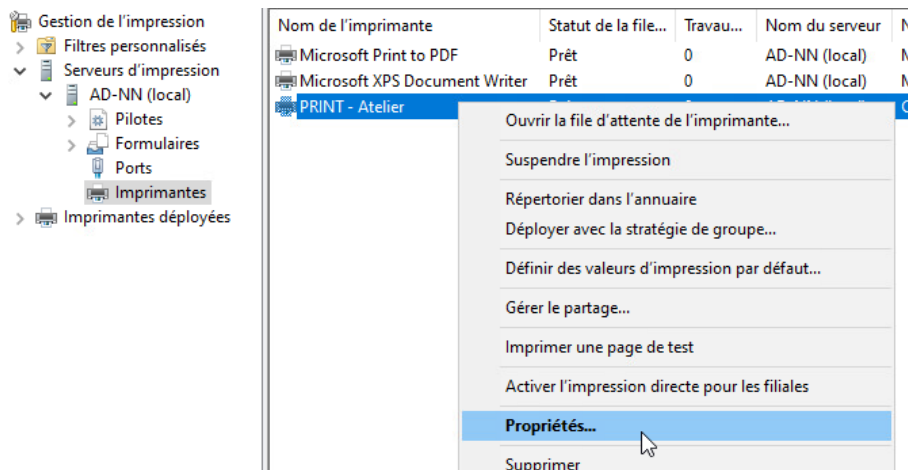 Gestion de l'impression
Filtres personnalisés
Serveurs d'impression
AD-NN (local)
Pilotes
Formulaires
Ports
Imprimantes
Imprimantes déployées
Nom de l'imprimante Statut de la file... Travau... Nom du serveur
Microsoft Print to PDF Prêt 0 AD-NN (local)
Microsoft XPS Document Writer Prêt 0 AD-NN (local)
PRINT - Atelier
Ouvrir la file d'attente de l'imprimante...
Suspendre l'impression
Répertorier dans l'annuaire
Déployer avec la stratégie de groupe...
Définir des valeurs d'impression par défaut...
Gérer le partage...
Imprimer une page de test
Activer l'impression directe pour les filiales
Propriétés...
Supprimer